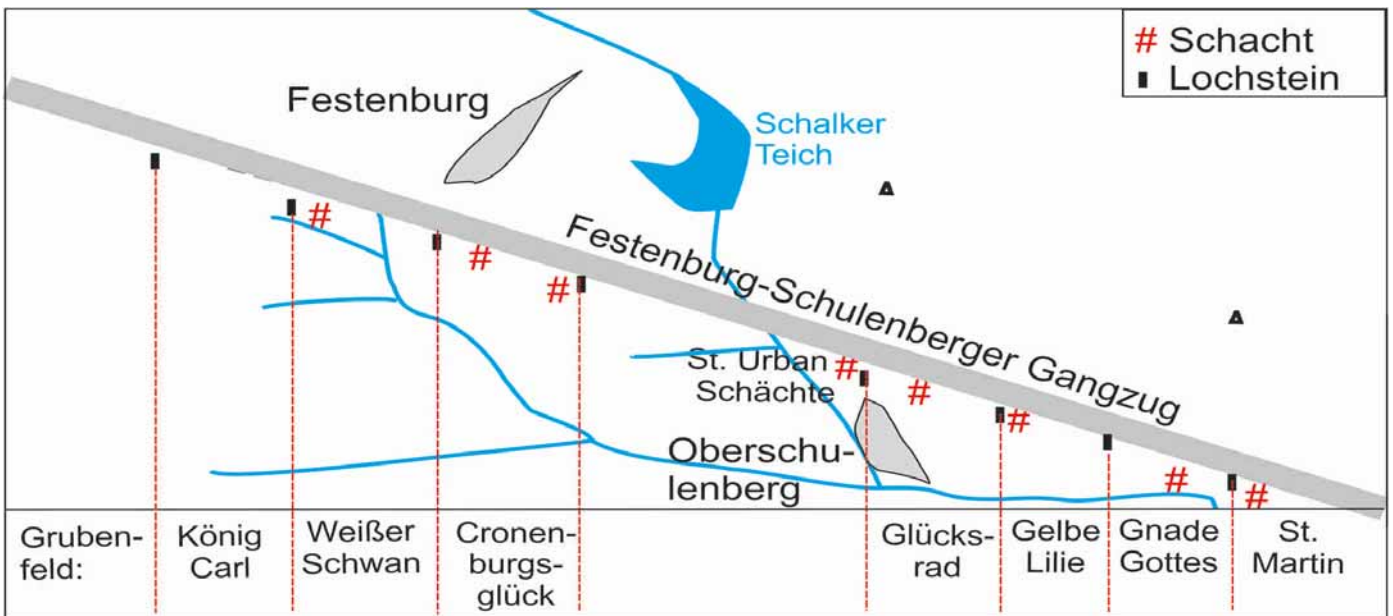 # Schacht
Lochstein
Festenburg
Schalker
Teich
Festenburg-Schulenberger Gangzug
St. Urban
Schächte
Oberschu-
lenberg
Gruben-
feld:
König
Carl
Weißer
Schwan
Cronen-
burgs-
glück
Glücks-
rad
Gelbe
Lilie
Gnade
Gottes
St.
Martin